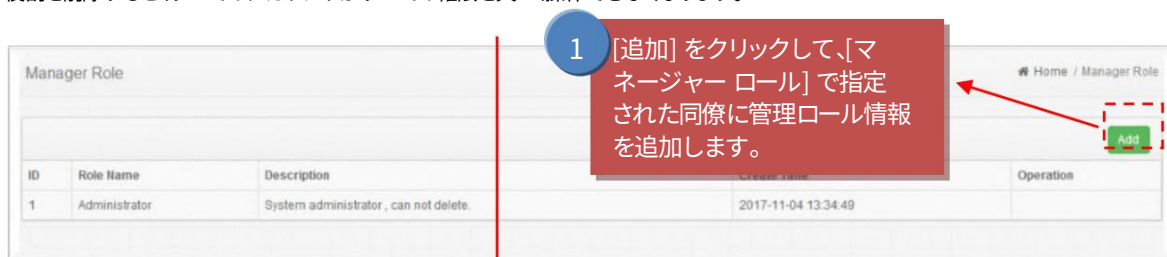 1
[追加] をクリックして、[マ
ネージャー ロール] で指定
された同僚に管理ロール情報
を追加します。
Manager Role
Home / Manager Role
Add
ID Role Name Description Create Time Operation
1 Administrator System administrator , can not delete. 2017-11-04 13:34:49